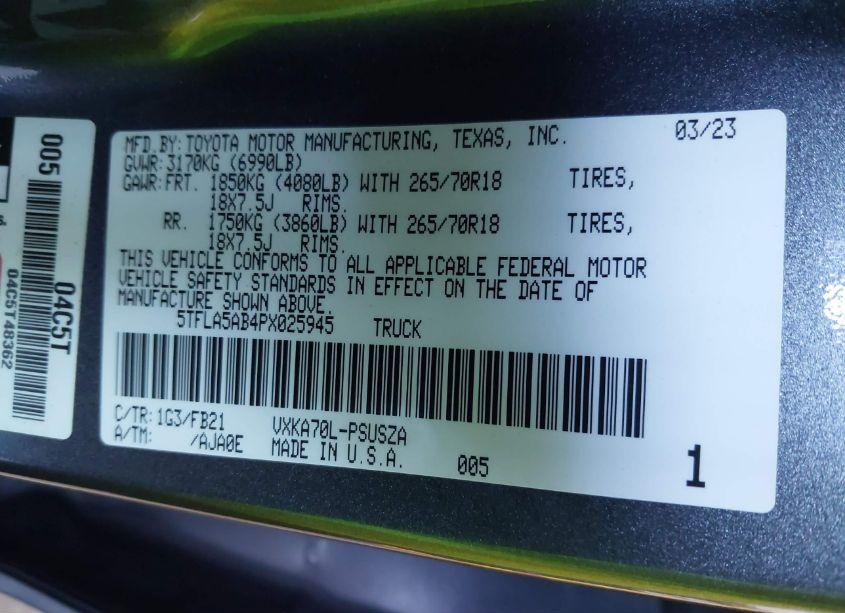 MFD.BY: TOYOTA MOTOR MANUFACTURING, TEXAS, INC. 03/23
GVWR: 3170KG (6990LB)
GAWR: FRT. 1850KG (4080LB) WITH 265/70R18 TIRES,
18X7.5J RIMS.
RR. 1750KG (3860LB) WITH 265/70R18 TIRES,
18X7.5J RIMS.
THIS VEHICLE CONFORMS TO ALL APPLICABLE FEDERAL MOTOR
VEHICLE SAFETY STANDARDS IN EFFECT ON THE DATE OF
MANUFACTURE SHOWN ABOVE.
5TFLA5AB4PX025945 TRUCK
C/TR: 1G3/FB21 VXKA70L-PSUSZA
A/TM: /AJA0E MADE IN U.S.A. 005
1
005 04C5T
04C5T48362